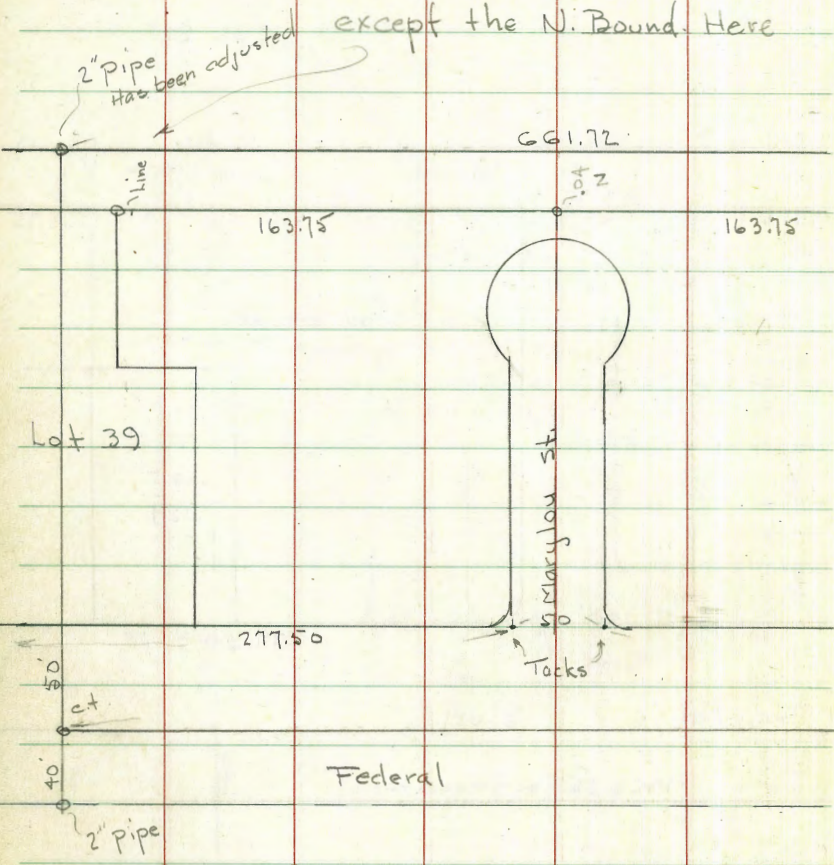 except the N. Bound. Here
2" pipe
Has been adjusted
661.72
Line
.04 N
163.75
163.75
Lot 39
Marylou St.
50
277.50
Tacks
50'
c.t
Federal
40'
2" pipe